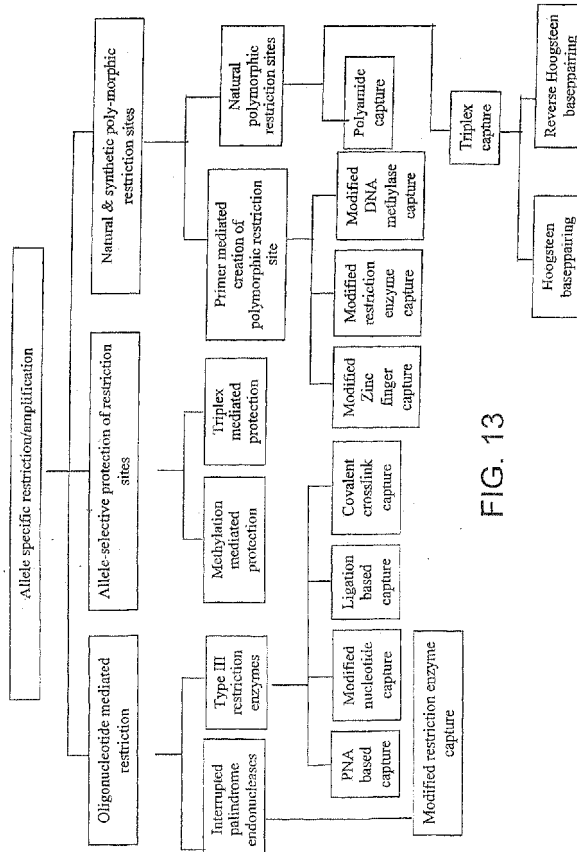 Allele specific restriction/amplification
Oligonucleotide mediated
restriction
Allele-selective protection of restriction
sites
Natural & synthetic poly-morphic
restriction sites
Interrupted
palindrome
endonucleases
Type III
restriction
enzymes
Methylation
mediated
protection
Triplex
mediated
protection
Primer mediated
creation of
polymorphic restriction
site
Natural
polymorphic
restriction sites
PNA
based
capture
Modified
nucleotide
capture
Ligation
based
capture
Covalent
crosslink
capture
Modified
Zinc
finger
capture
Modified
restriction
enzyme
capture
Modified
DNA
methylase
capture
Polyamide
capture
Modified restriction enzyme
capture
Triplex
capture
Hoogsteen
baseppairing
Reverse Hoogsteen
baseppairing
FIG. 13